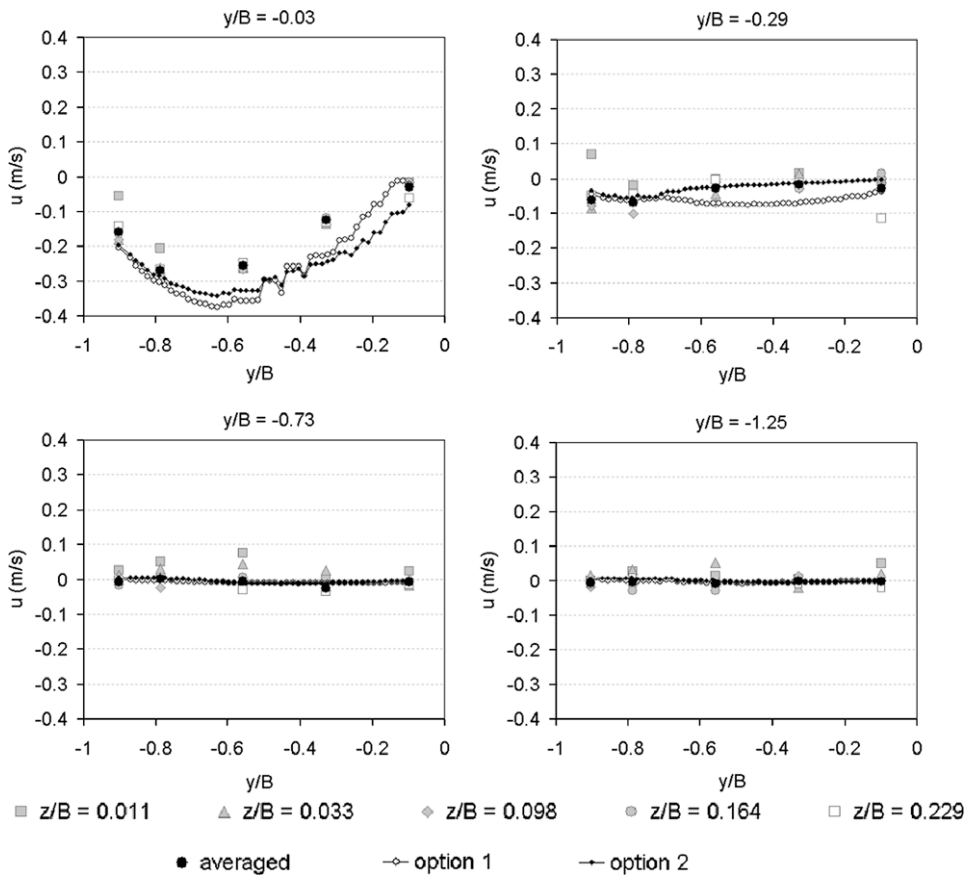 y/B = -0.03
0.4
0.3
0.2
0.1
0
-0.1
-0.2
-0.3
-0.4
u (m/s)
-1 -0.8 -0.6 -0.4 -0.2 0
y/B
y/B = -0.29
0.4
0.3
0.2
0.1
0
-0.1
-0.2
-0.3
-0.4
u (m/s)
-1 -0.8 -0.6 -0.4 -0.2 0
y/B
y/B = -0.73
0.4
0.3
0.2
0.1
0
-0.1
-0.2
-0.3
-0.4
u (m/s)
-1 -0.8 -0.6 -0.4 -0.2 0
y/B
y/B = -1.25
0.4
0.3
0.2
0.1
0
-0.1
-0.2
-0.3
-0.4
u (m/s)
-1 -0.8 -0.6 -0.4 -0.2 0
y/B
z/B = 0.011 z/B = 0.033 z/B = 0.098 z/B = 0.164 z/B = 0.229
averaged option 1 option 2